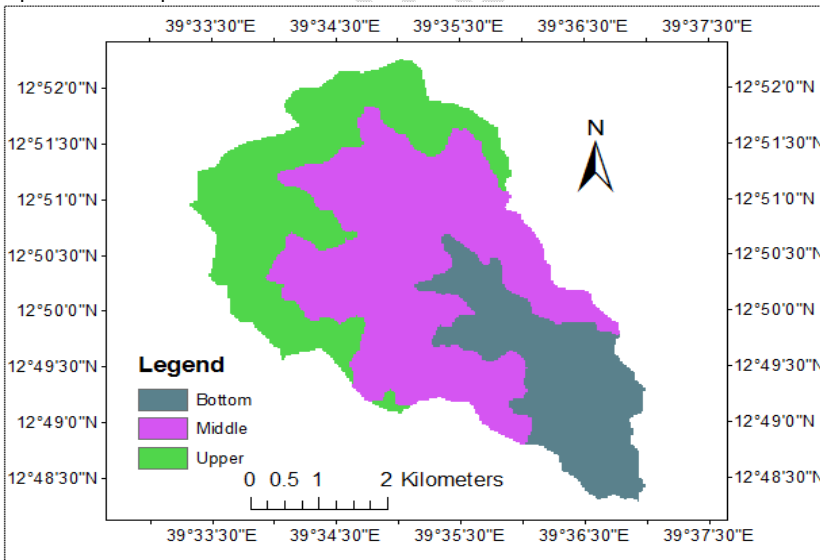 39°33'30"E 39°34'30"E 39°35'30"E 39°36'30"E 39°37'30"E
12°52'0"N 12°52'0"N
N
12°51'30"N 12°51'30"N
12°51'0"N 12°51'0"N
12°50'30"N 12°50'30"N
12°50'0"N 12°50'0"N
12°49'30"N 12°49'30"N
Legend
Bottom
12°49'0"N 12°49'0"N
Middle
Upper
12°48'30"N 12°48'30"N
0 0.5 1 2 Kilometers
39°33'30"E 39°34'30"E 39°35'30"E 39°36'30"E 39°37'30"E